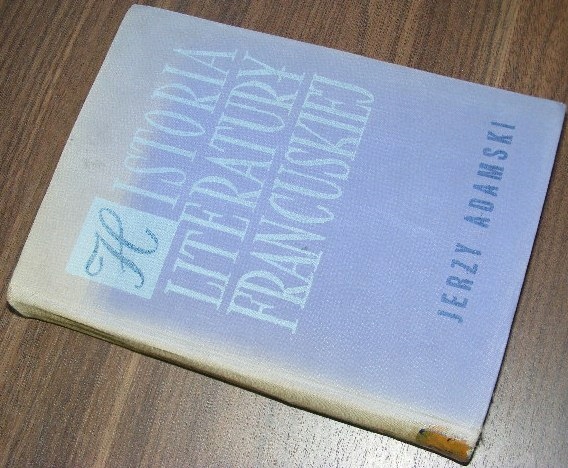 HISTORIA
LITERATURY
FRANCUSKIEJ
JERZY ADAMSKI